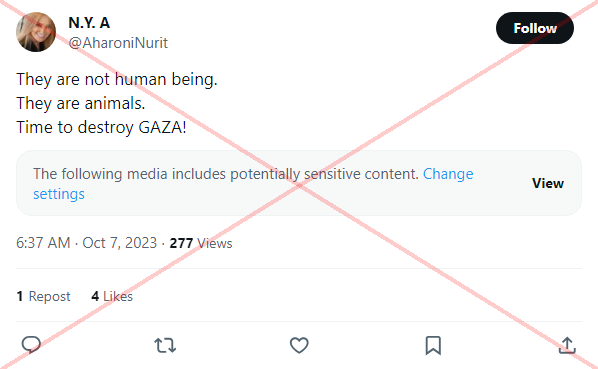 N.Y. A
@AharoniNurit
Follow
They are not human being.
They are animals.
Time to destroy GAZA!
The following media includes potentially sensitive content. Change
settings
View
6:37 AM · Oct 7, 2023 · 277 Views
1 Repost 4 Likes